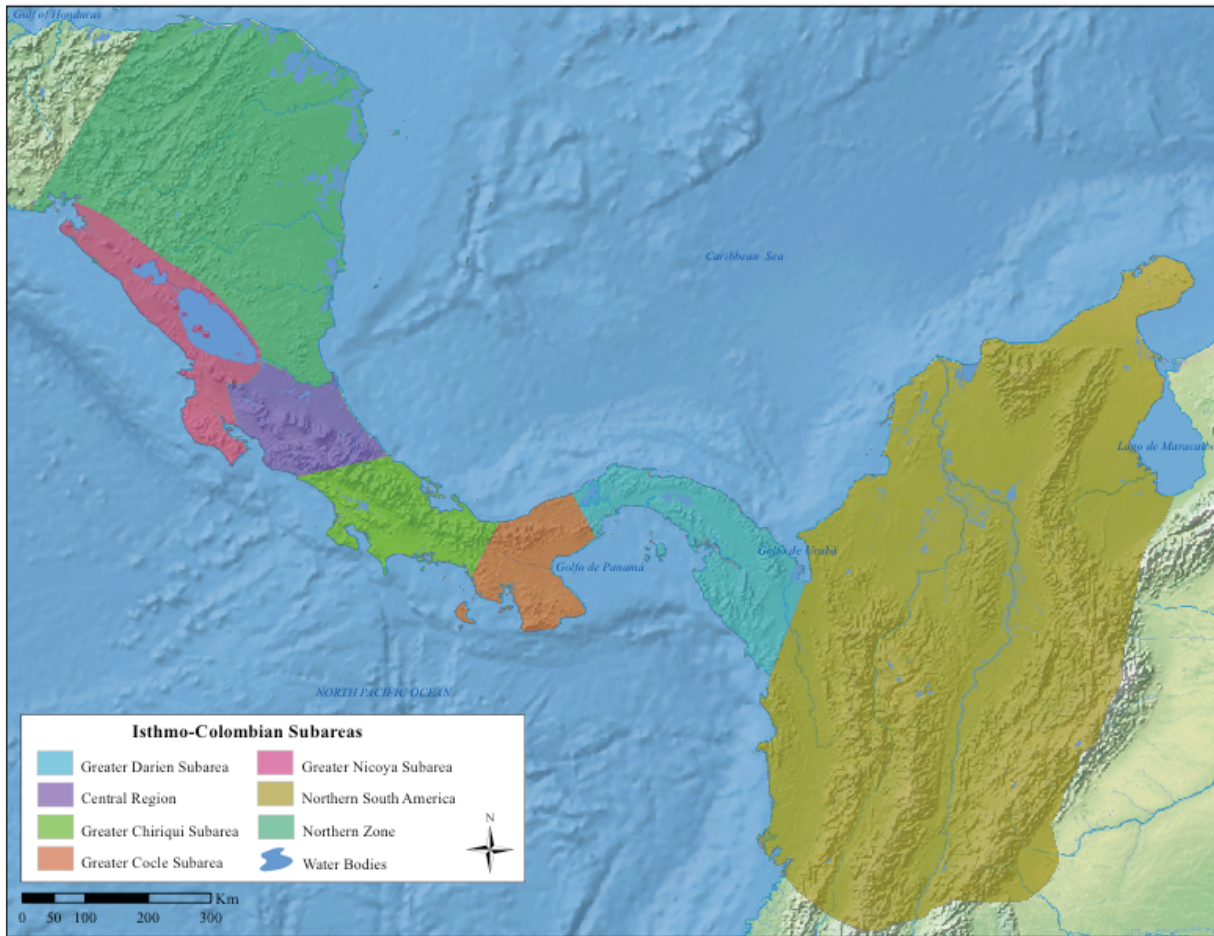 Gulf of Honduras
Caribbean Sea
Lago de Maracaibo
Golfo de Urabá
Golfo de Panamá
NORTH PACIFIC OCEAN
Isthmo-Colombian Subareas
Greater Darien Subarea
Greater Nicoya Subarea
Central Region
Northern South America
Greater Chiriqui Subarea
Northern Zone
Greater Cocle Subarea
Water Bodies
N
Km
0 50 100 200 300